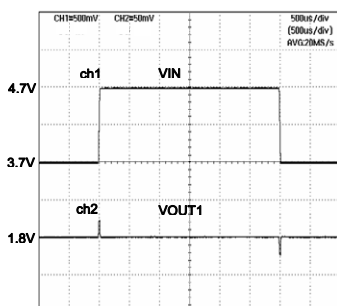 CH1=500mV CH2=50mV 500us/div
(500us/div)
AVG:20MS/s
ch1 VIN
4.7V
3.7V
ch2 VOUT1
1.8V